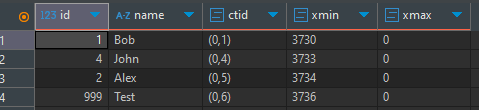 id A-Z name ctid xmin xmax
1 1 Bob (0,1) 3730 0
2 4 John (0,4) 3733 0
3 2 Alex (0,5) 3734 0
4 999 Test (0,6) 3736 0